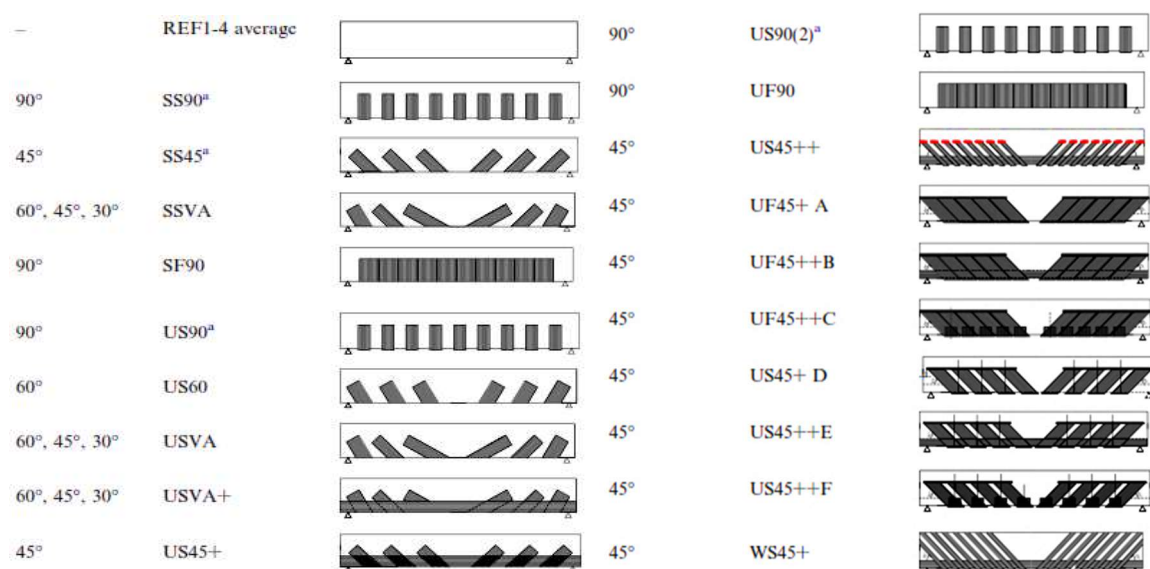 – REF1-4 average
90° SS90ᵃ
45° SS45ᵃ
60°, 45°, 30° SSVA
90° SF90
90° US90ᵃ
60° US60
60°, 45°, 30° USVA
60°, 45°, 30° USVA+
45° US45+
90° US90(2)ᵃ
90° UF90
45° US45++
45° UF45+ A
45° UF45++B
45° UF45++C
45° US45+ D
45° US45++E
45° US45++F
45° WS45+